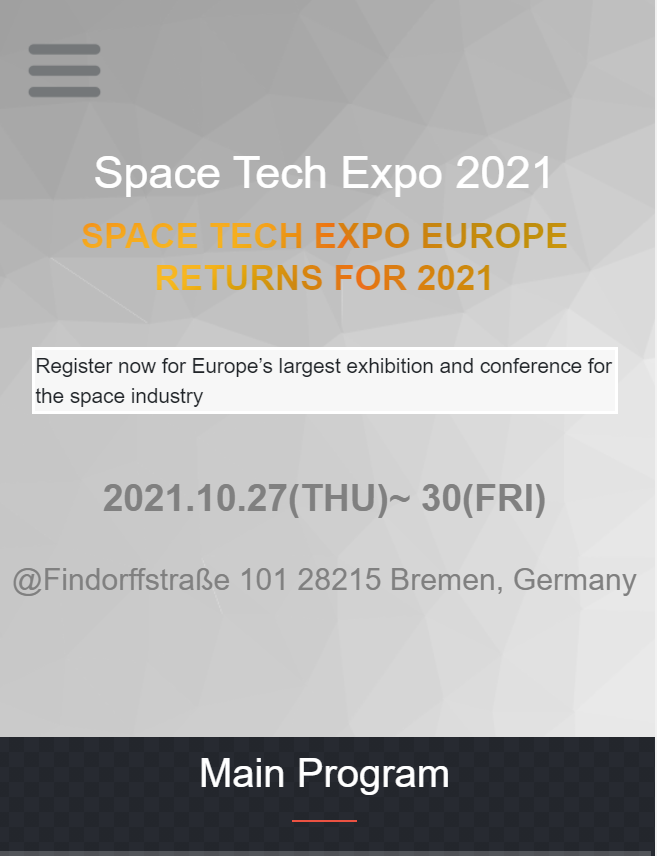 Space Tech Expo 2021
SPACE TECH EXPO EUROPE
RETURNS FOR 2021
Register now for Europe’s largest exhibition and conference for
the space industry
2021.10.27(THU)~ 30(FRI)
@Findorffstraße 101 28215 Bremen, Germany
Main Program